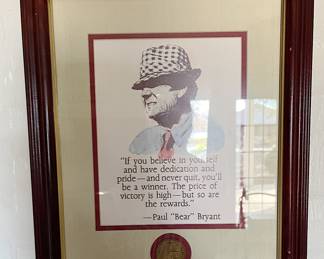 "If you believe in yourself
and have dedication and
pride—and never quit, you'll
be a winner. The price of
victory is high—but so are
the rewards."
—Paul "Bear" Bryant